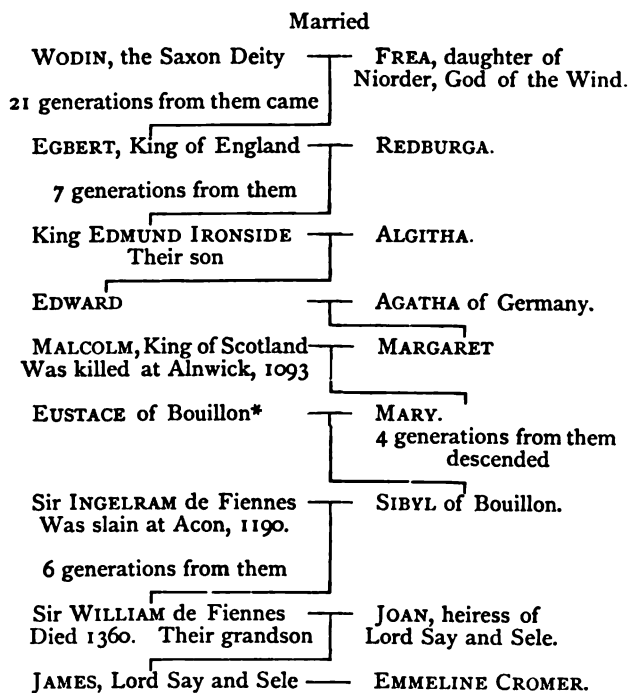 Married
WODIN, the Saxon Deity FREA, daughter of
Niorder, God of the Wind.
21 generations from them came
EGBERT, King of England REDBURGA.
7 generations from them
King EDMUND IRONSIDE ALGITHA.
Their son
EDWARD AGATHA of Germany.
MALCOLM, King of Scotland MARGARET
Was killed at Alnwick, 1093
EUSTACE of Bouillon* MARY.
4 generations from them
descended
Sir INGELRAM de Fiennes SIBYL of Bouillon.
Was slain at Acon, 1190.
6 generations from them
Sir WILLIAM de Fiennes JOAN, heiress of
Died 1360. Their grandson Lord Say and Sele.
JAMES, Lord Say and Sele EMMELINE CROMER.